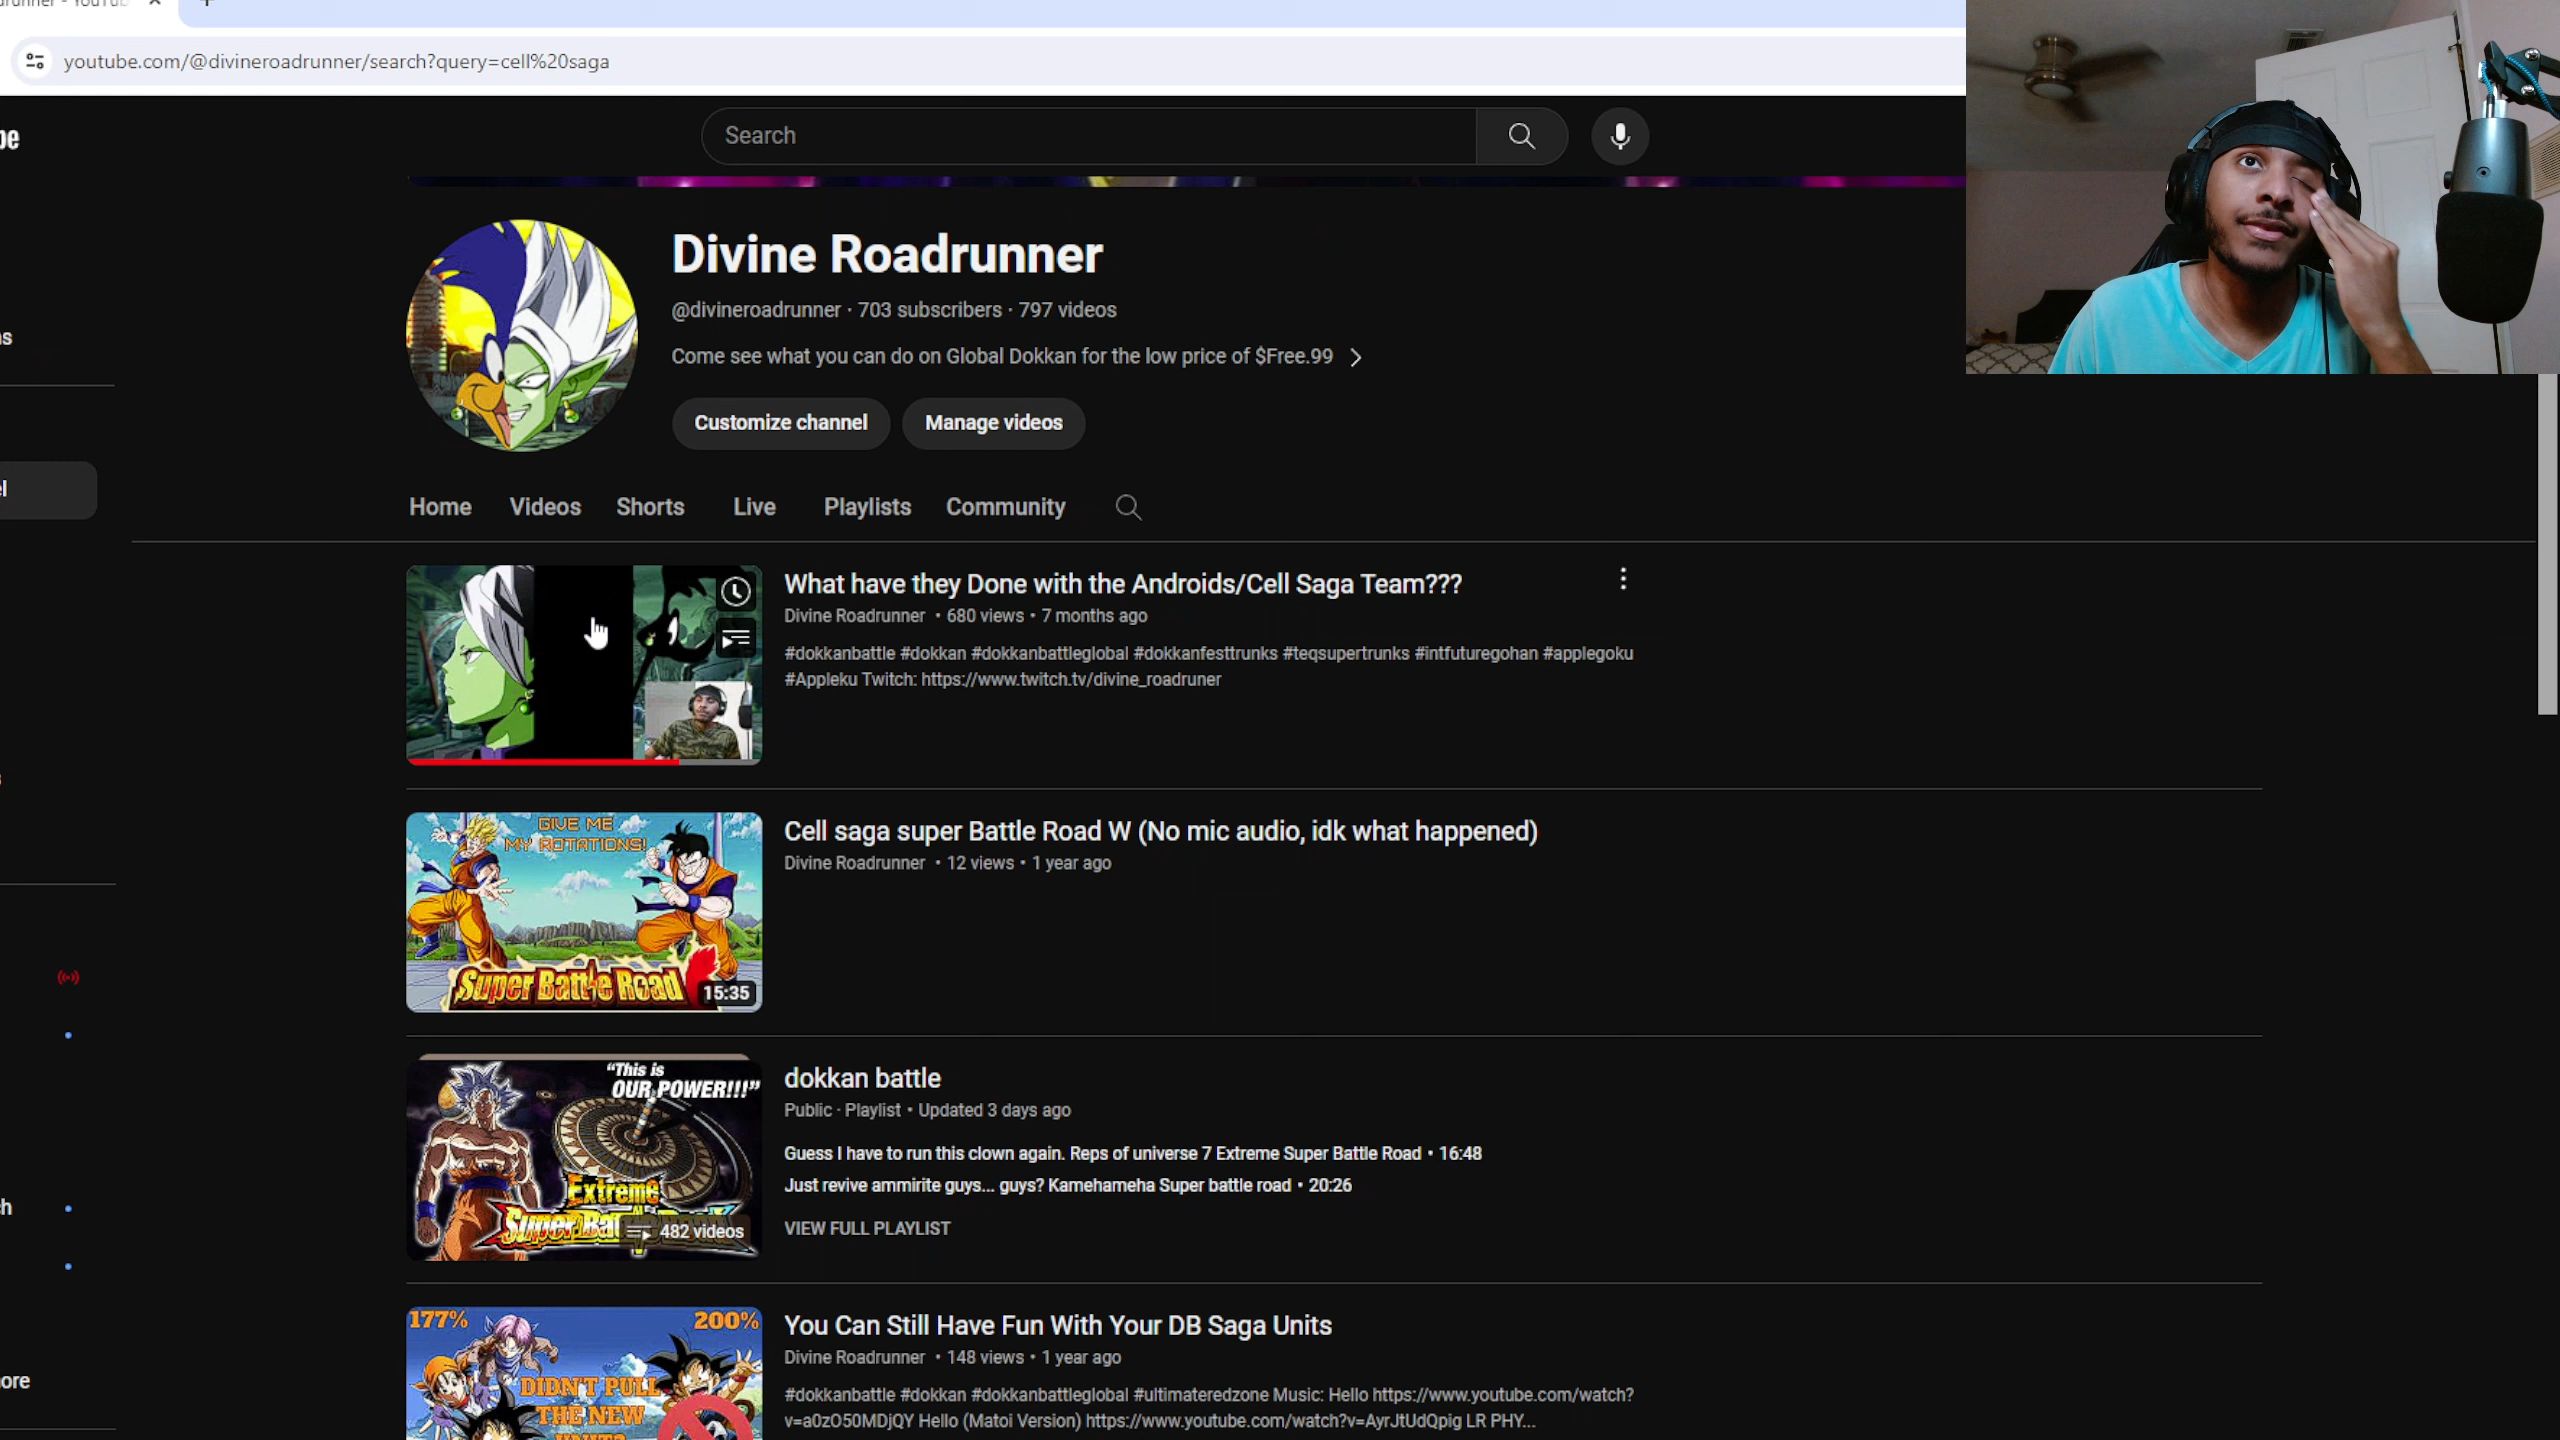 youtube.com/@divineroadrunner/search?query=cell%20saga
Search
Divine Roadrunner
@divineroadrunner · 703 subscribers · 797 videos
Come see what you can do on Global Dokkan for the low price of $Free.99
Customize channel
Manage videos
Home Videos Shorts Live Playlists Community
What have they Done with the Androids/Cell Saga Team???
Divine Roadrunner • 680 views • 7 months ago
#dokkanbattle #dokkan #dokkanbattleglobal #dokkanfesttrunks #teqsupertrunks #intfuturegohan #applegoku
#Appleku Twitch: https://www.twitch.tv/divine_roadruner
GIVE ME
MY ROTATIONS!
Super Battle Road
15:35
Cell saga super Battle Road W (No mic audio, idk what happened)
Divine Roadrunner • 12 views • 1 year ago
"This is
OUR POWER!!!"
Extreme
482 videos
dokkan battle
Public · Playlist • Updated 3 days ago
Guess I have to run this clown again. Reps of universe 7 Extreme Super Battle Road • 16:48
Just revive ammirite guys... guys? Kamehameha Super battle road • 20:26
VIEW FULL PLAYLIST
177%
200%
DIDN'T PULL
THE NEW
You Can Still Have Fun With Your DB Saga Units
Divine Roadrunner • 148 views • 1 year ago
#dokkanbattle #dokkan #dokkanbattleglobal #ultimateredzone Music: Hello https://www.youtube.com/watch?
v=a0zO50MDjQY Hello (Matoi Version) https://www.youtube.com/watch?v=AyrJtUdQpig LR PHY...